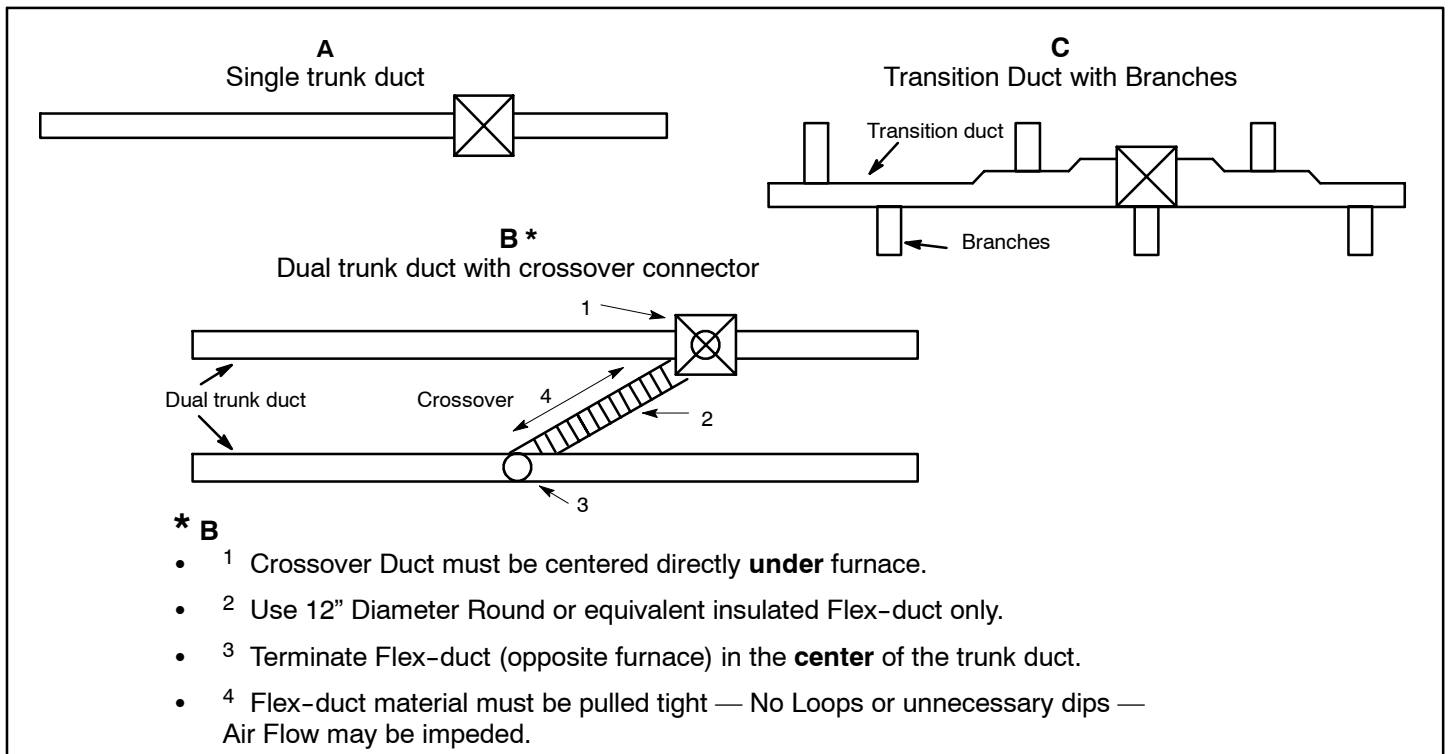 A
Single trunk duct
C
Transition Duct with Branches
Transition duct
Branches
B *
Dual trunk duct with crossover connector
1
Dual trunk duct
Crossover
4
2
3
* B
• 1 Crossover Duct must be centered directly under furnace.
• 2 Use 12” Diameter Round or equivalent insulated Flex-duct only.
• 3 Terminate Flex-duct (opposite furnace) in the center of the trunk duct.
• 4 Flex-duct material must be pulled tight — No Loops or unnecessary dips —
Air Flow may be impeded.